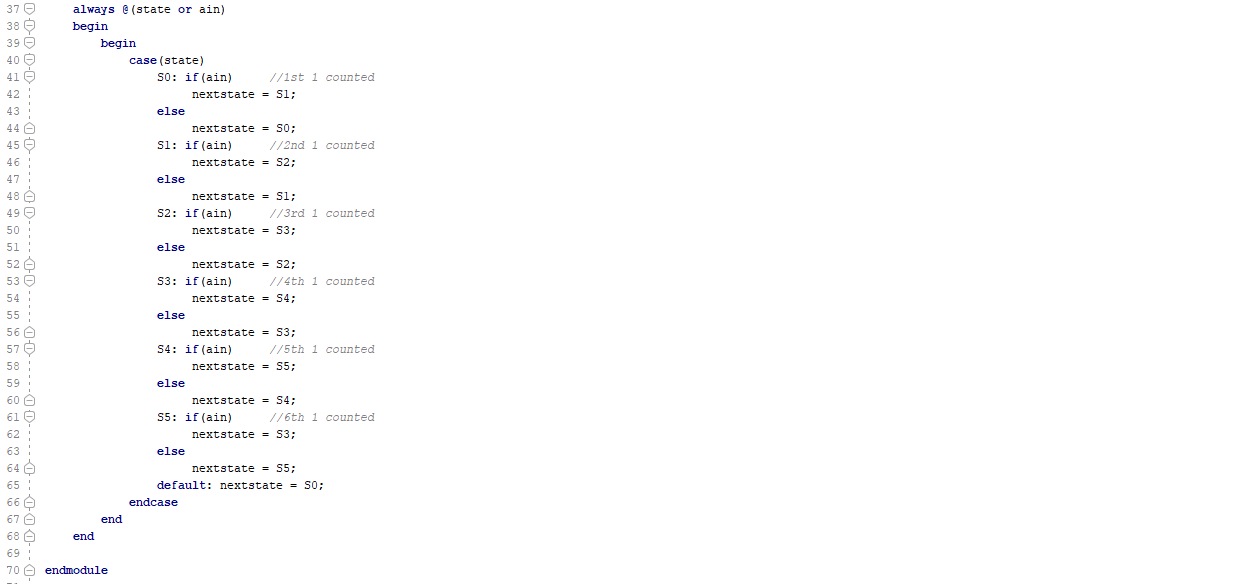 37 always @(state or ain)
38 begin
39 begin
40 case(state)
41 S0: if(ain) //1st 1 counted
42 nextstate = S1;
43 else
44 nextstate = S0;
45 S1: if(ain) //2nd 1 counted
46 nextstate = S2;
47 else
48 nextstate = S1;
49 S2: if(ain) //3rd 1 counted
50 nextstate = S3;
51 else
52 nextstate = S2;
53 S3: if(ain) //4th 1 counted
54 nextstate = S4;
55 else
56 nextstate = S3;
57 S4: if(ain) //5th 1 counted
58 nextstate = S5;
59 else
60 nextstate = S4;
61 S5: if(ain) //6th 1 counted
62 nextstate = S3;
63 else
64 nextstate = S5;
65 default: nextstate = S0;
66 endcase
67 end
68 end
69
70 endmodule